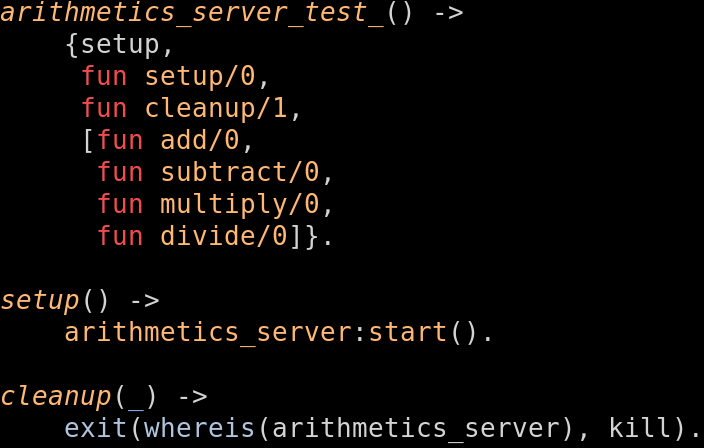 arithmetics_server_test_() ->
    {setup,
     fun setup/0,
     fun cleanup/1,
     [fun add/0,
      fun subtract/0,
      fun multiply/0,
      fun divide/0]}.

setup() ->
    arithmetics_server:start().

cleanup(_) ->
    exit(whereis(arithmetics_server), kill).